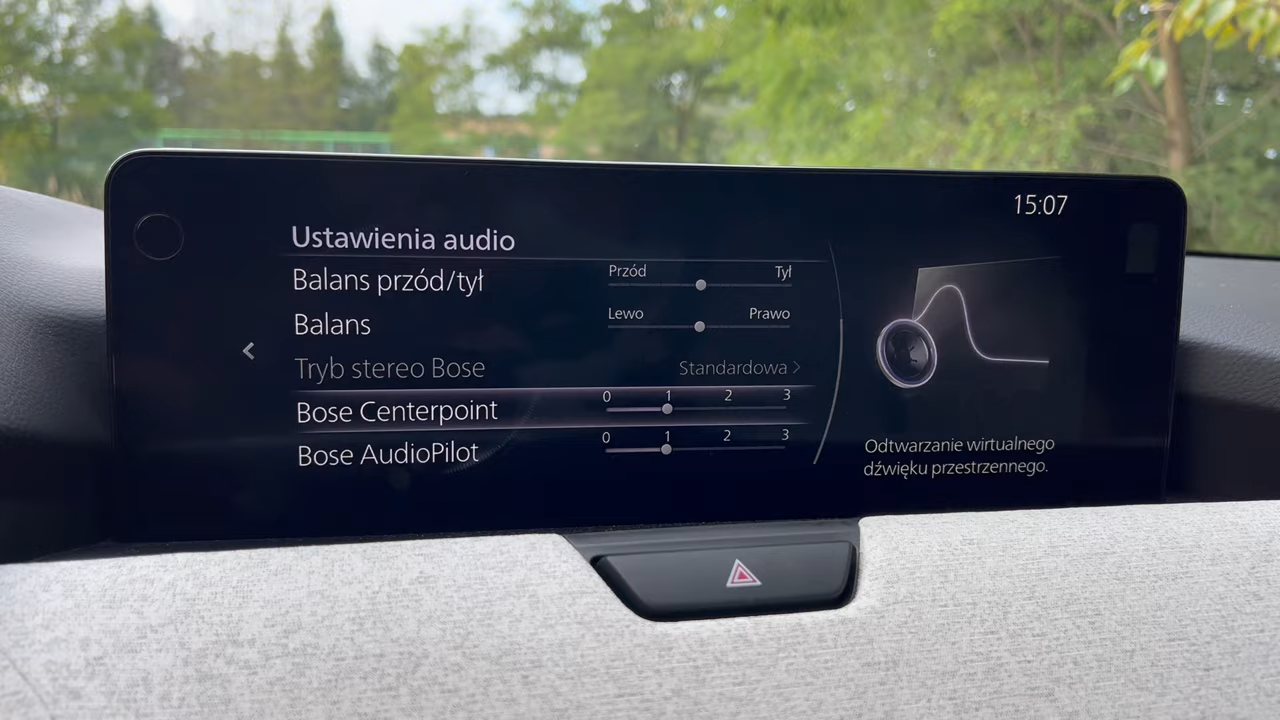 15:07
Ustawienia audio
Balans przód/tył
Przód Tył
Balans
Lewo Prawo
Tryb stereo Bose Standardowa
Bose Centerpoint 0 1 2 3
Bose AudioPilot 0 1 2 3
Odtwarzanie wirtualnego
dźwięku przestrzennego.